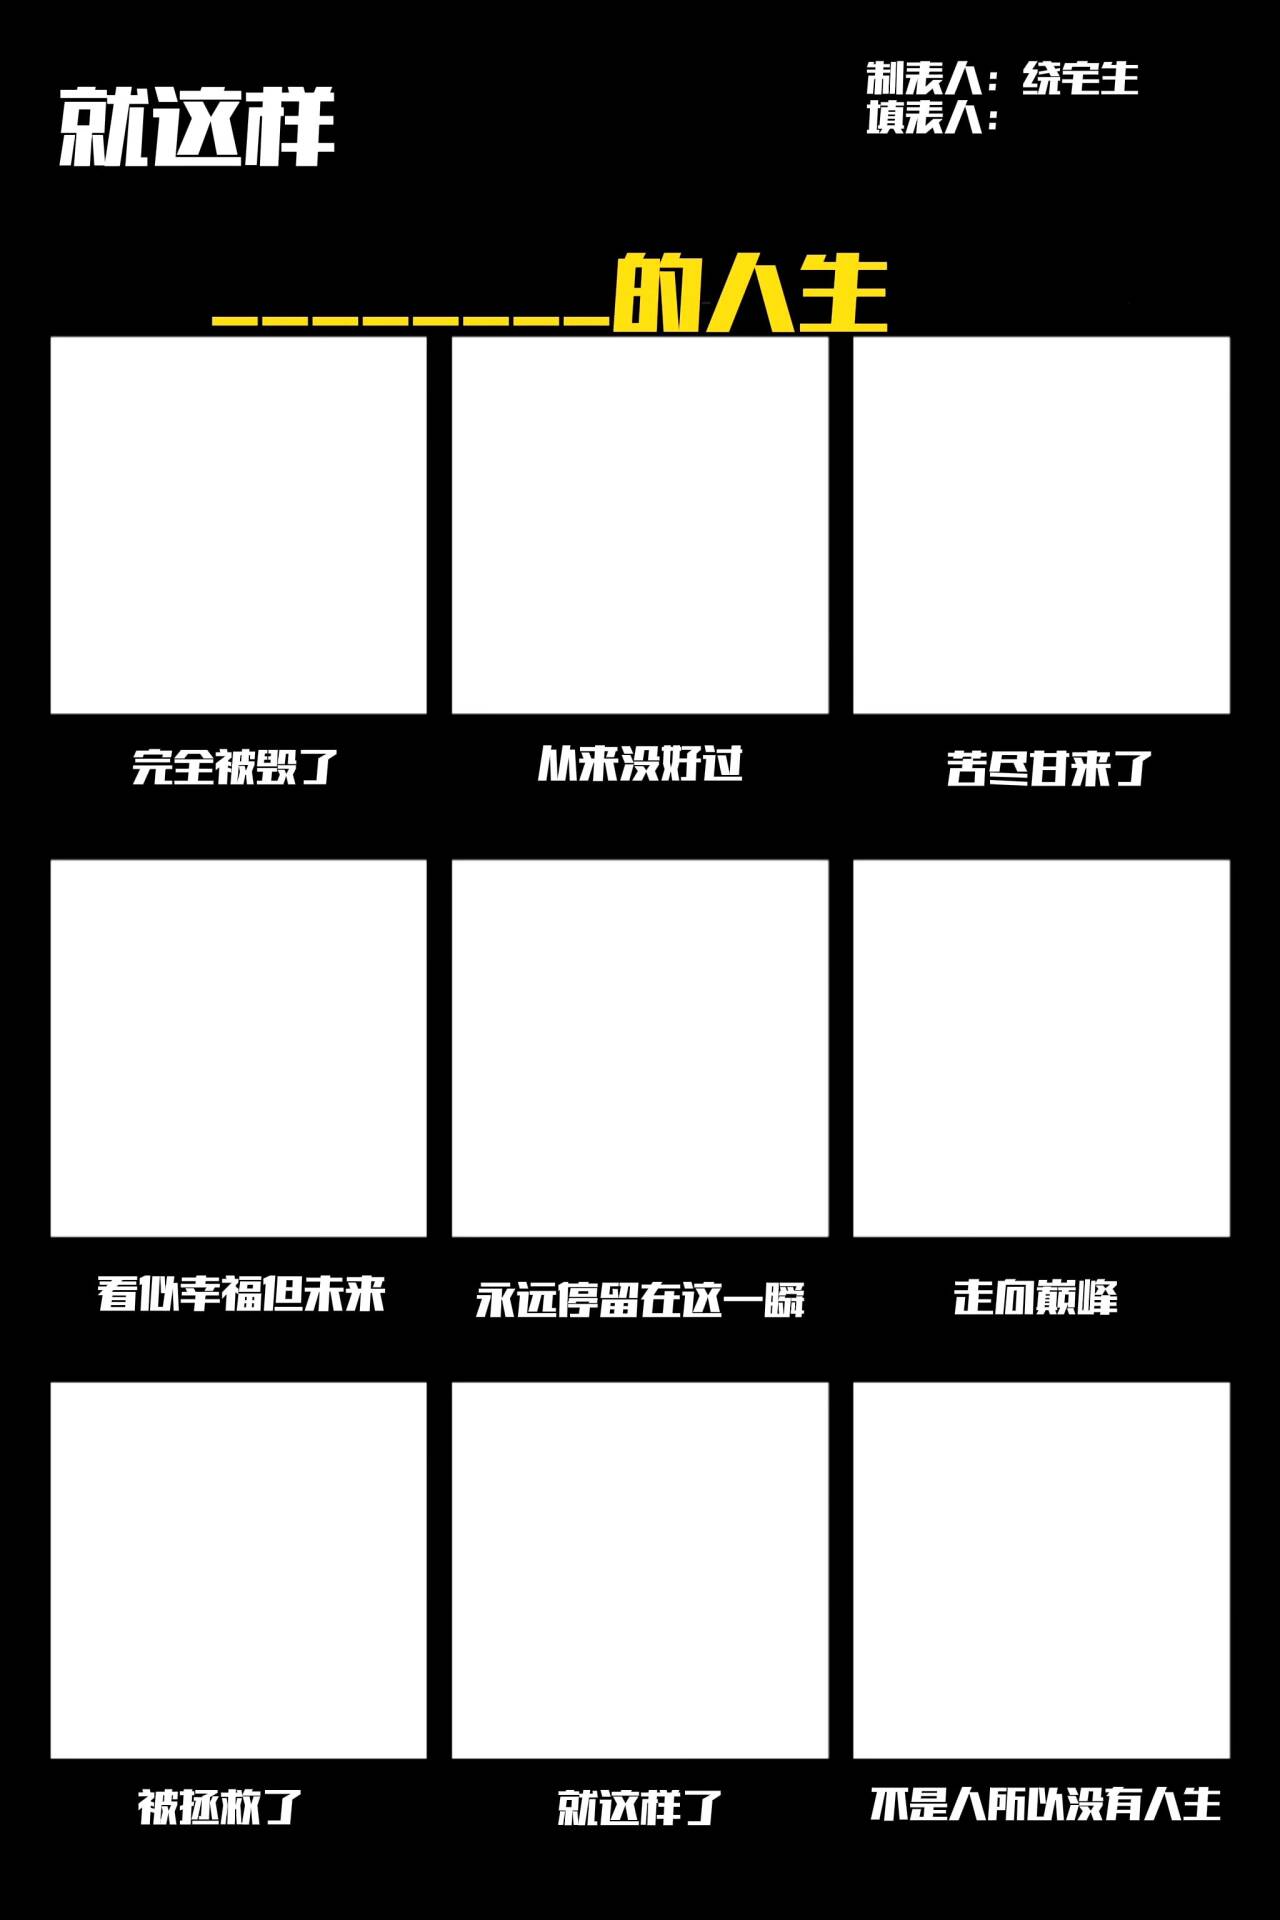 就这样
制表人：绕宅生
填表人：
________的人生
完全被毁了
从来没好过
苦尽甘来了
看似幸福但未来
永远停留在这一瞬
走向巅峰
被拯救了
就这样了
不是人所以没有人生